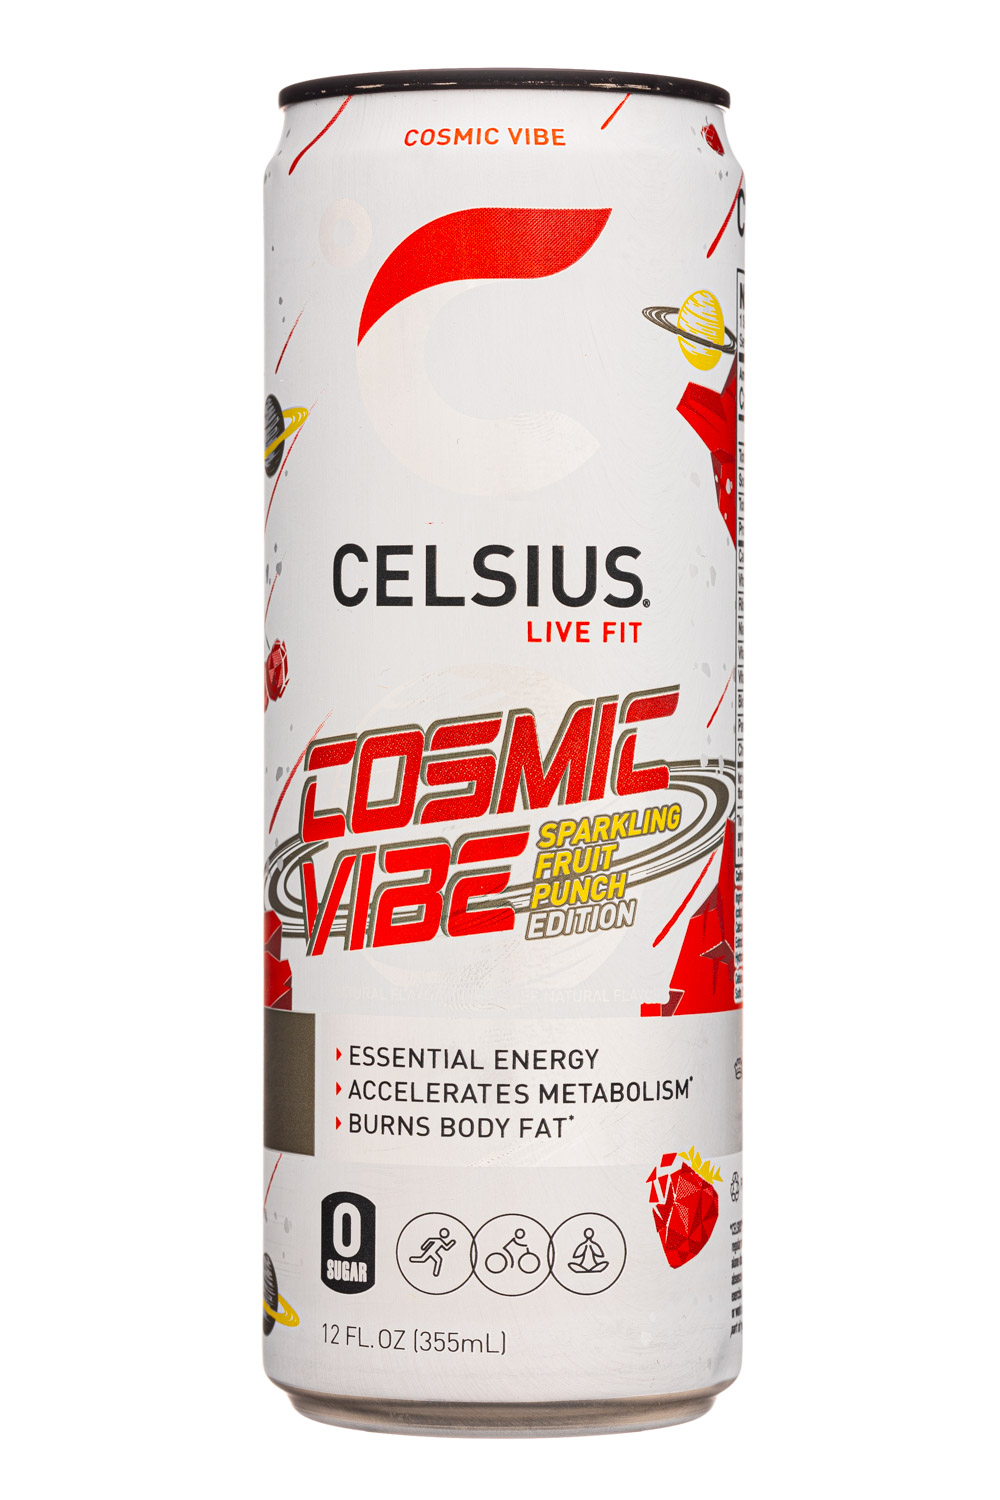 COSMIC VIBE
CELSIUS®
LIVE FIT
COSMIC
VIBE
SPARKLING
FRUIT
PUNCH
EDITION
NATURAL
ESSENTIAL ENERGY
ACCELERATES METABOLISM*
BURNS BODY FAT*
0
SUGAR
12 FL.OZ (355mL)